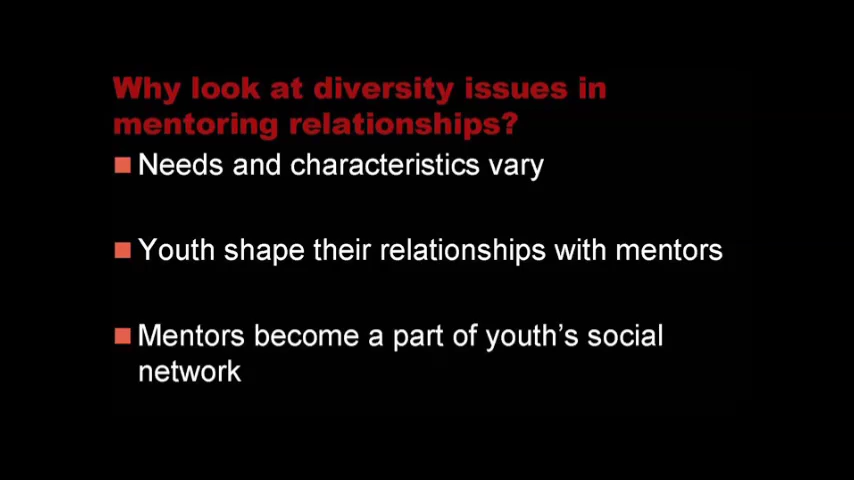 Why look at diversity issues in
mentoring relationships?
Needs and characteristics vary
Youth shape their relationships with mentors
Mentors become a part of youth’s social
network